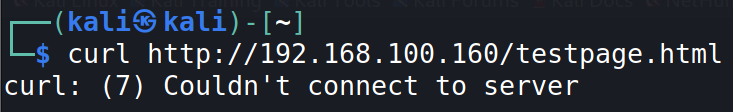 (kali㉿kali)-[~]
$ curl http://192.168.100.160/testpage.html
curl: (7) Couldn't connect to server